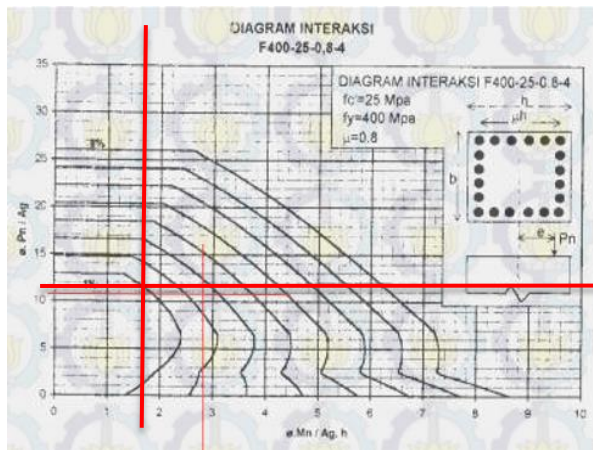 DIAGRAM INTERAKSI
F400-25-0,8-4
DIAGRAM INTERAKSI F400-25-0.8-4
fc'=25 Mpa
fy=400 Mpa
µ=0.8
h
µh
b
e
Pn
35
30
25
20
15
10
5
0
8%
1%
ø. Pn / Ag
0 1 2 3 4 5 6 7 8 9 10
ø.Mn / Ag. h